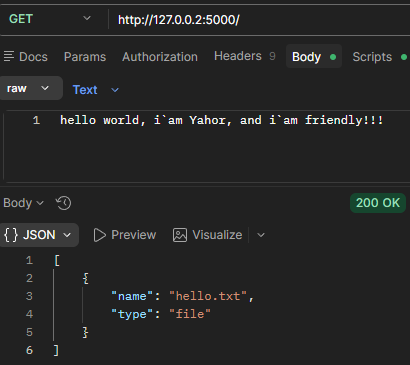 GET http://127.0.0.2:5000/
Docs Params Authorization Headers 9 Body Scripts
raw Text
1 hello world, i`am Yahor, and i`am friendly!!!
Body 200 OK
{} JSON Preview Visualize
1 [
2 {
3 "name": "hello.txt",
4 "type": "file"
5 }
6 ]